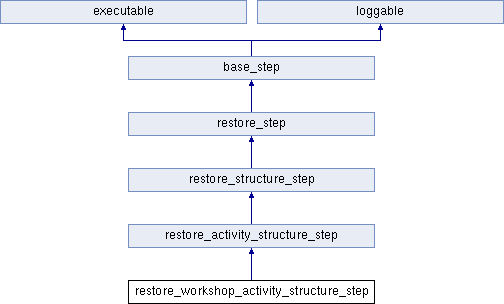 executable
loggable
base_step
restore_step
restore_structure_step
restore_activity_structure_step
restore_workshop_activity_structure_step